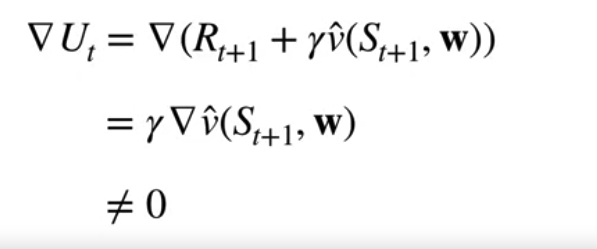 ∇U_t = ∇(R_{t+1} + γv̂(S_{t+1}, w))
= γ∇v̂(S_{t+1}, w)
≠ 0